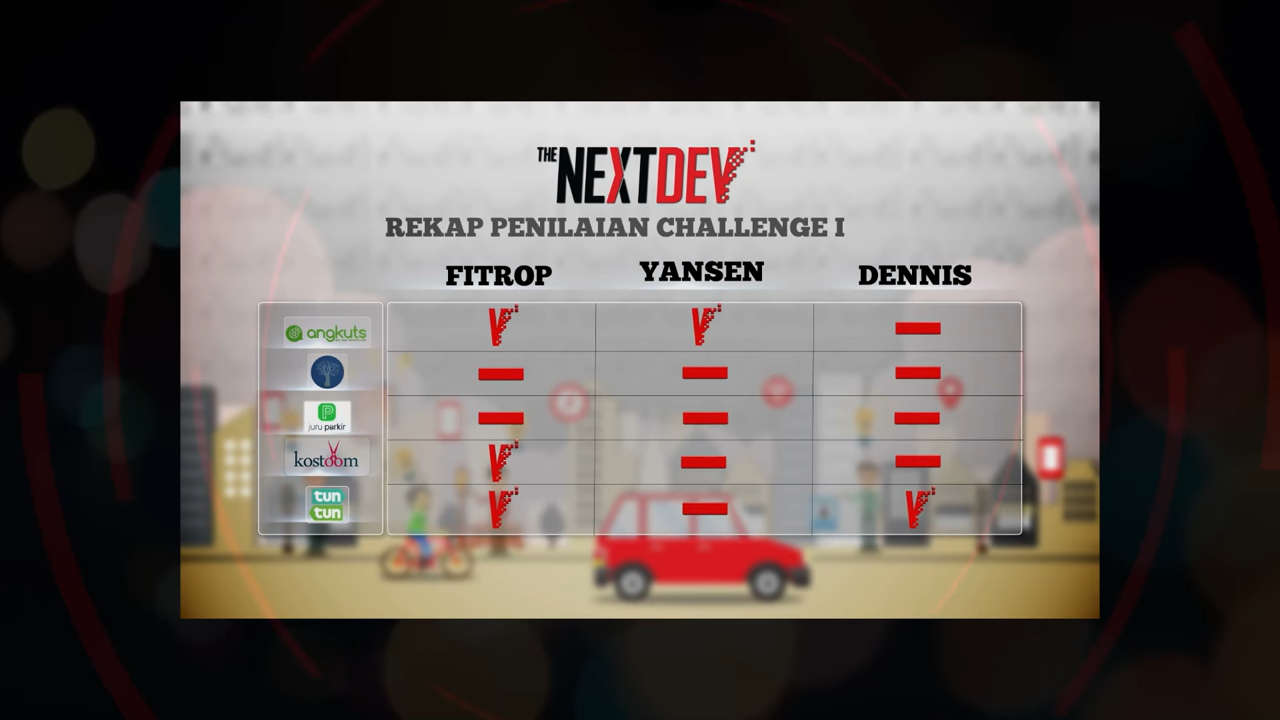 THE NEXTDEV
REKAP PENILAIAN CHALLENGE I
FITROP YANSEN DENNIS
angkuts V V
P
juru parkir
kostoom V
tun
tun V V